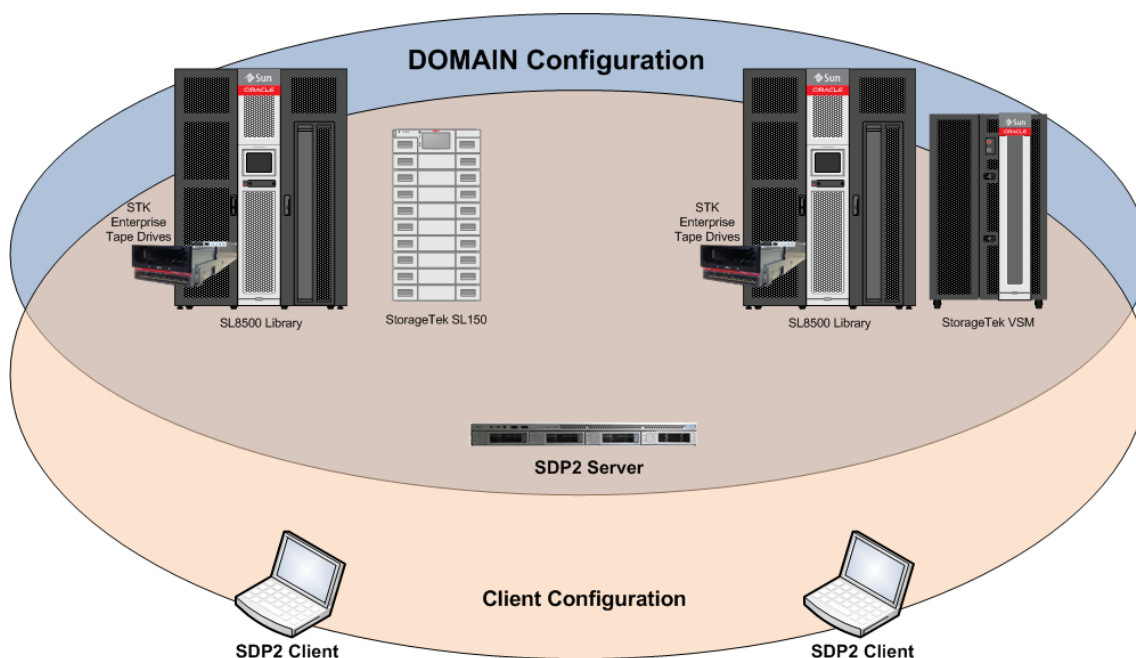 DOMAIN Configuration
Sun
ORACLE
STK
Enterprise
Tape Drives
SL8500 Library
StorageTek SL150
Sun
ORACLE
STK
Enterprise
Tape Drives
SL8500 Library
Sun
ORACLE
StorageTek VSM
SDP2 Server
Client Configuration
SDP2 Client
SDP2 Client